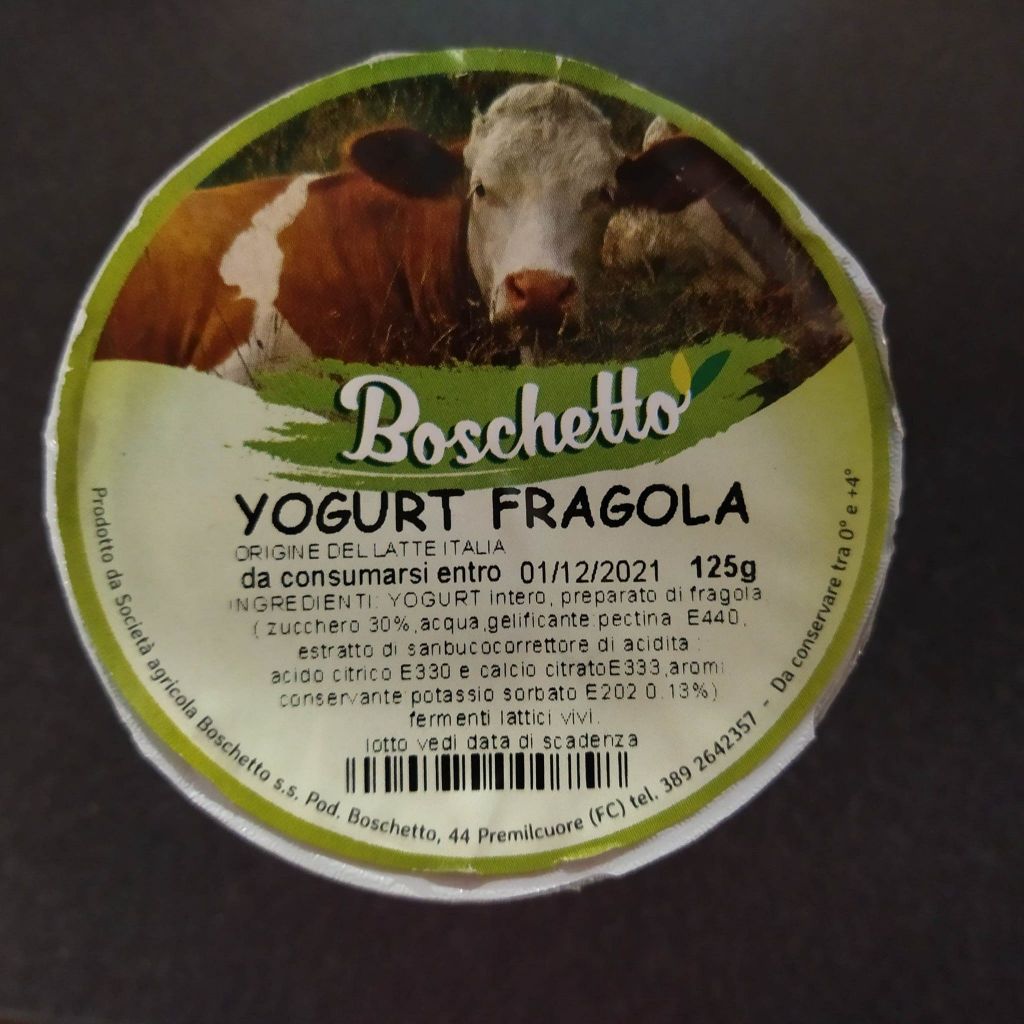 Boschetto
YOGURT FRAGOLA
ORIGINE DEL LATTE ITALIA
da consumarsi entro 01/12/2021 125g
INGREDIENTI: YOGURT intero, preparato di fragola
( zucchero 30%,acqua,gelificante:pectina E440,
estratto di sanbucocorrettore di acidita :
acido citrico E330 e calcio citratoE333,aromi
conservante potassio sorbato E202 0.13%)
fermenti lattici vivi.
lotto vedi data di scadenza
Prodotto da Società agricola Boschetto s.s. Pod. Boschetto, 44 Premilcuore (FC) tel. 389 2642357 - Da conservare tra 0° e +4°